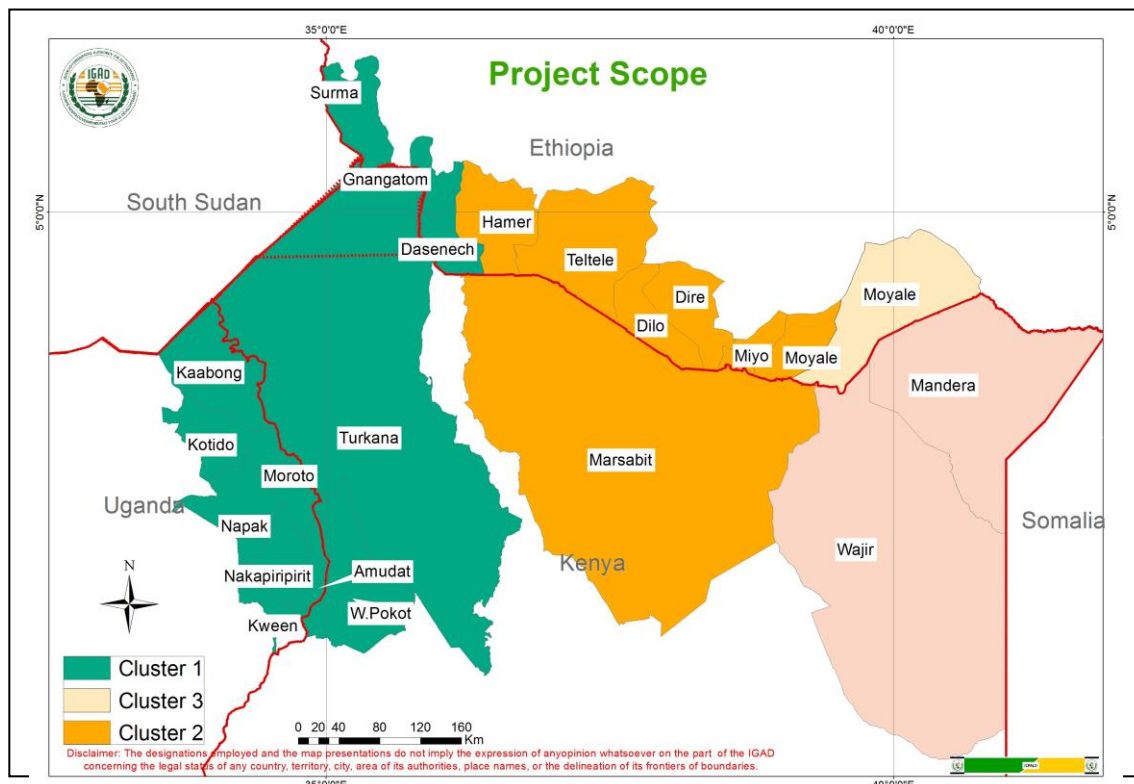 35°0'0"E
40°0'0"E
IGAD
Project Scope
Surma
Ethiopia
Gnangatom
South Sudan
5°0'0"N
5°0'0"N
Hamer
Dasenech
Teltele
Dire
Moyale
Dilo
Miyo
Moyale
Kaabong
Mandera
Turkana
Kotido
Marsabit
Moroto
Uganda
Napak
Somalia
Wajir
Kenya
N
Nakapiripirit
Amudat
W.Pokot
Kween
Cluster 1
Cluster 3
Cluster 2
0 20 40 80 120 160
Km
Disclaimer: The designations employed and the map presentations do not imply the expression of anyopinion whatsoever on the part of the IGAD
concerning the legal status of any country, territory, city, area of its authorities, place names, or the delineation of its frontiers of boundaries.